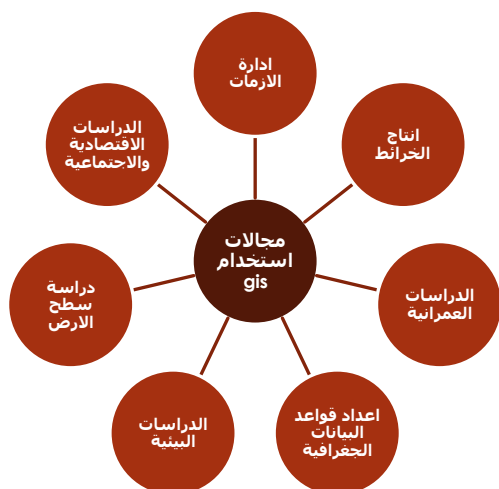 ادارة
الازمات
انتاج
الخرائط
الدراسات
العمرانية
اعداد قواعد
البيانات
الجغرافية
الدراسات
البيئية
دراسة
سطح
الارض
الدراسات
الاقتصادية
والاجتماعية
مجالات
استخدام
gis